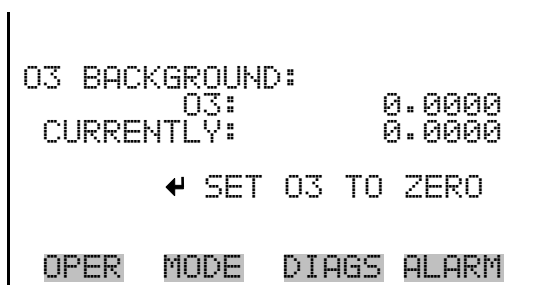 O3 BACKGROUND:
O3: 0.0000
CURRENTLY: 0.0000
↵ SET O3 TO ZERO
OPER MODE DIAGS ALARM